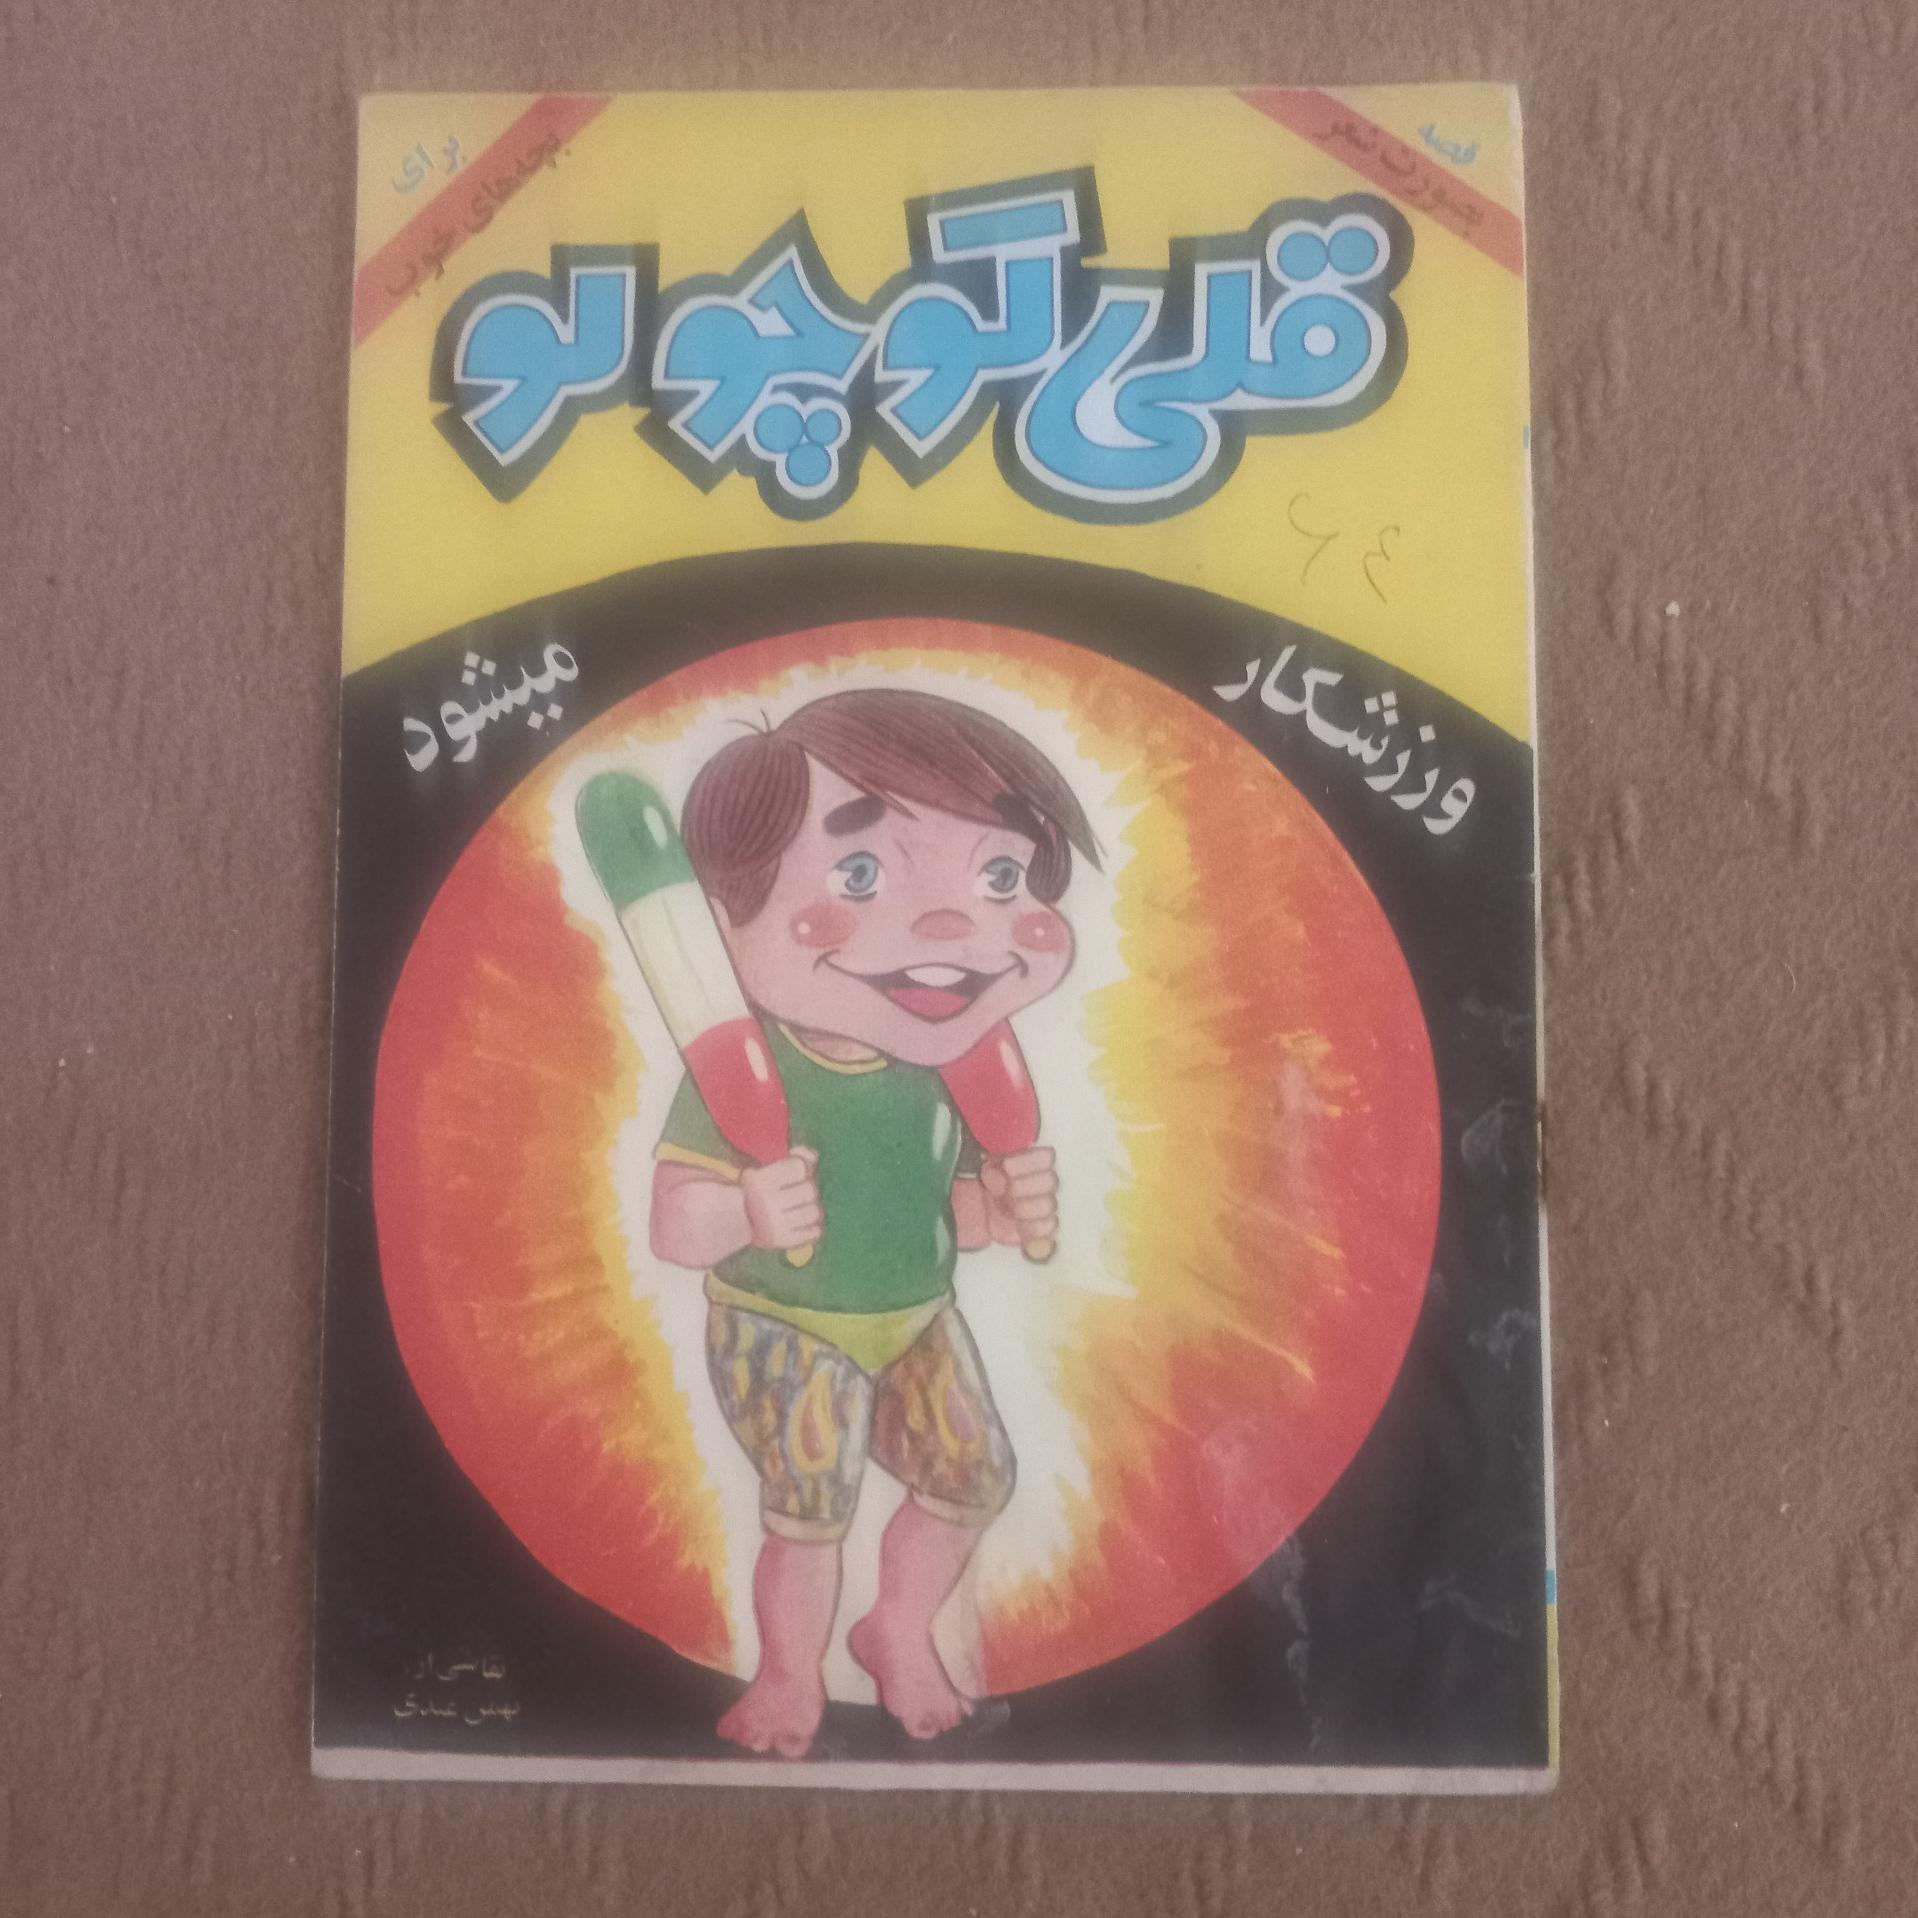 قصه
بصورت شعر
برای
بچه‌های خوب
قلی کوچولو
۶۴
ورزشکار
میشود
نقاشی از:
بهمن عبدی